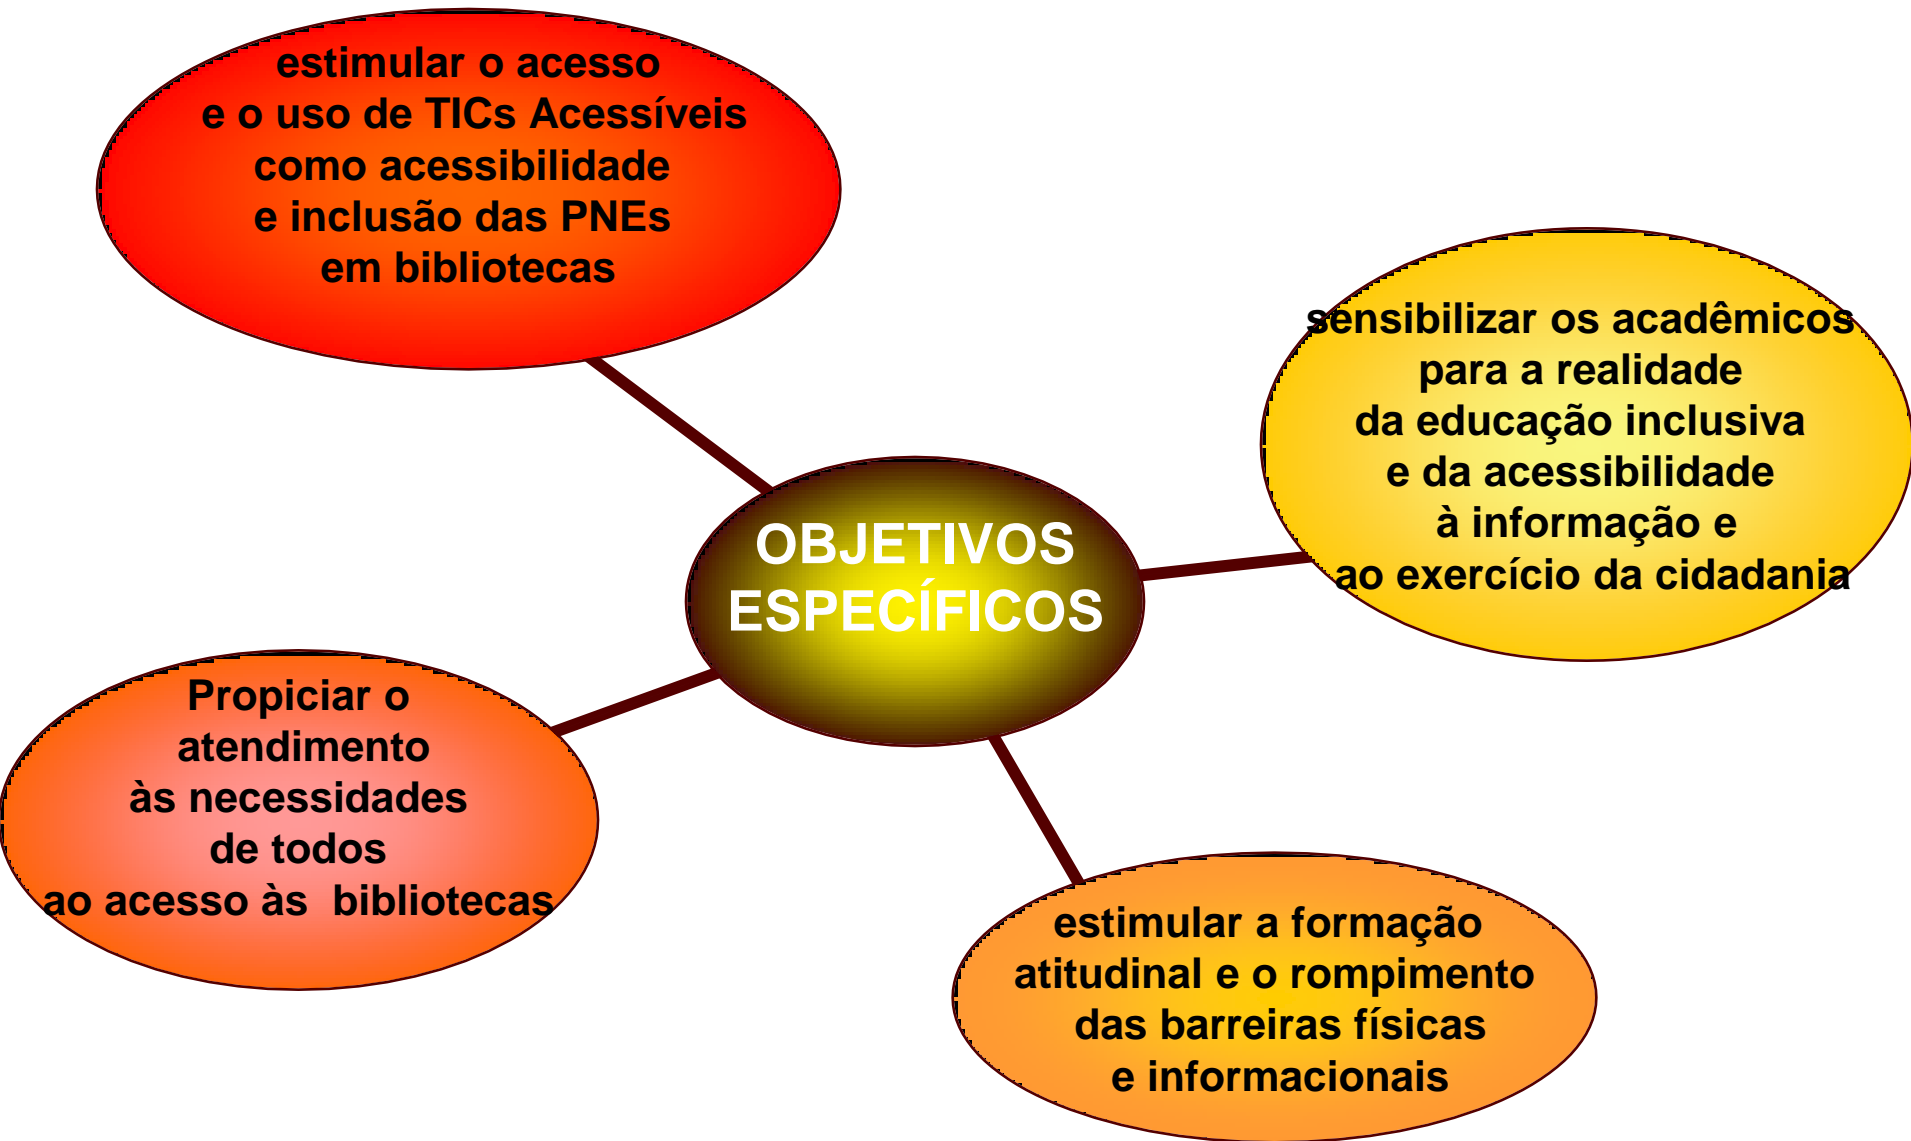 estimular o acesso
e o uso de TICs Acessíveis
como acessibilidade
e inclusão das PNEs
em bibliotecas
sensibilizar os acadêmicos
para a realidade
da educação inclusiva
e da acessibilidade
à informação e
ao exercício da cidadania
OBJETIVOS
ESPECÍFICOS
Propiciar o
atendimento
às necessidades
de todos
ao acesso às  bibliotecas
estimular a formação
atitudinal e o rompimento
das barreiras físicas
e informacionais